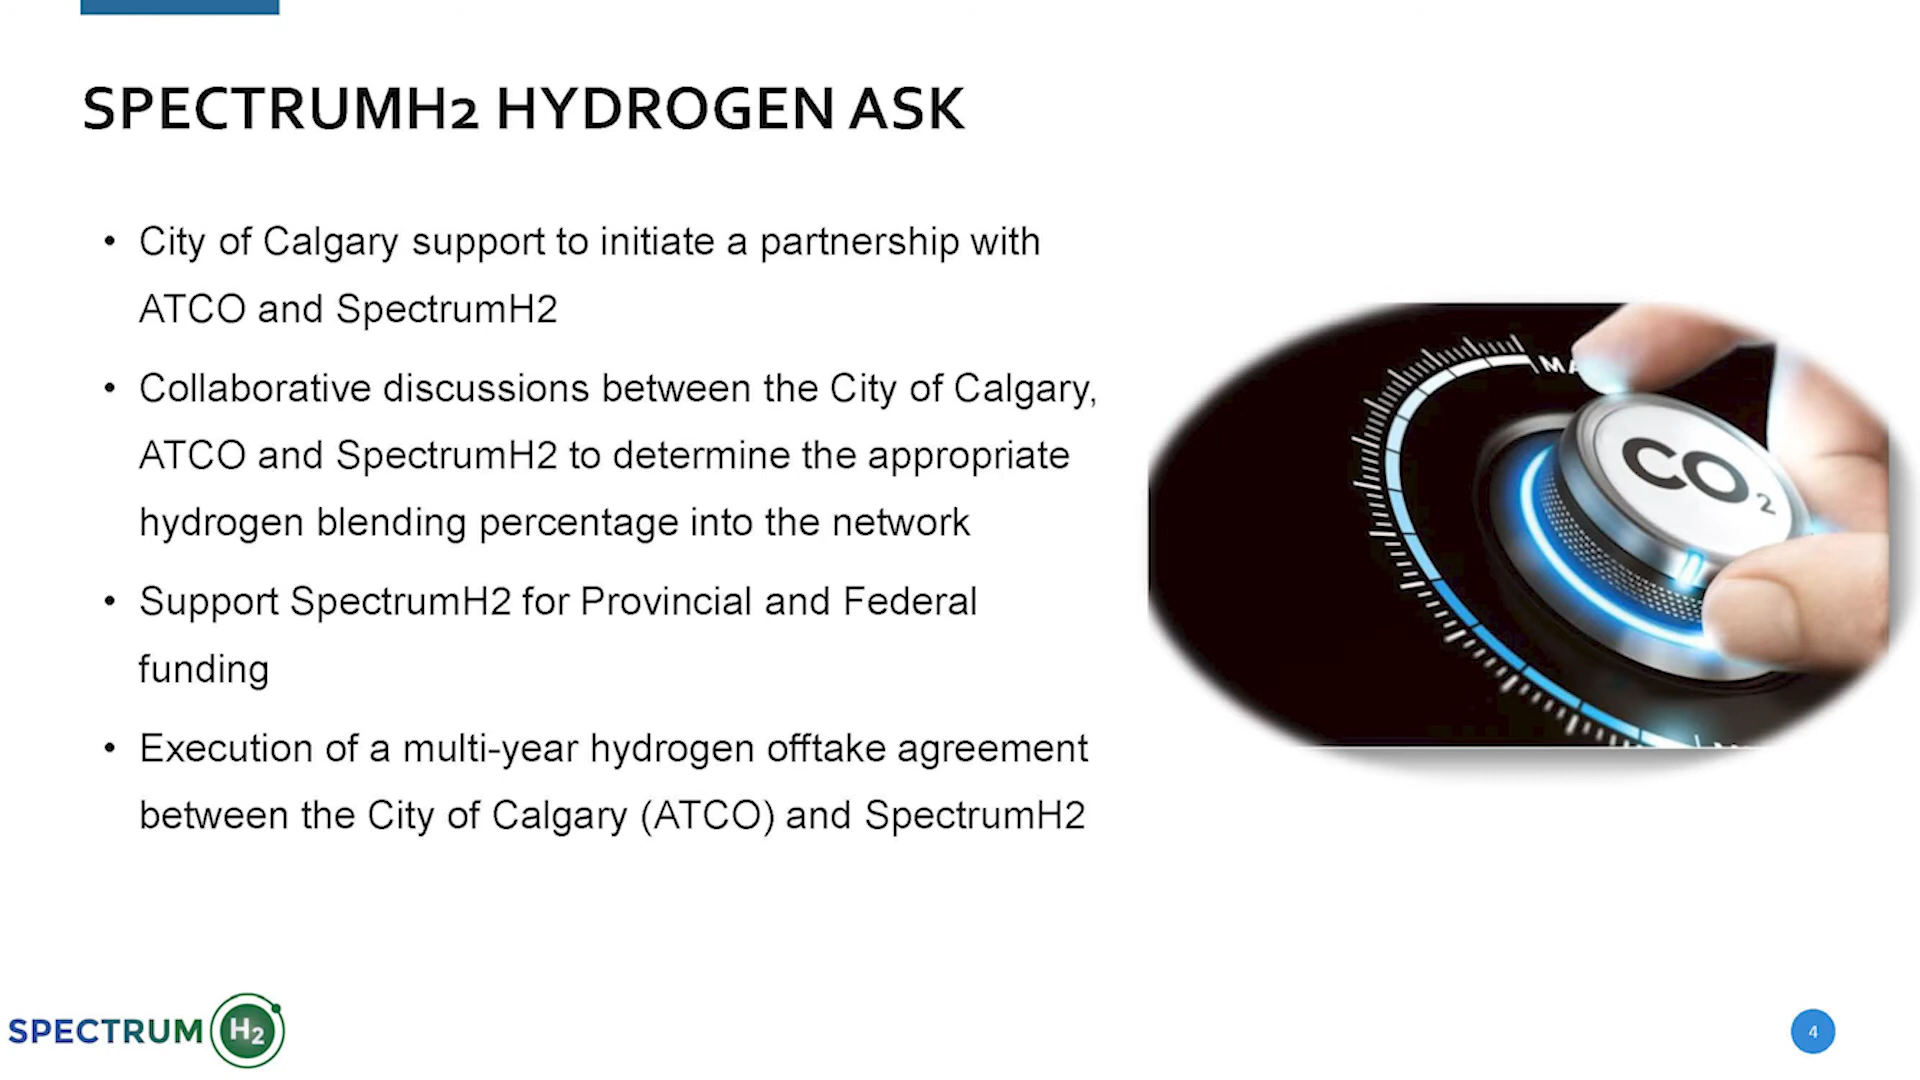 SPECTRUMH2 HYDROGEN ASK
• City of Calgary support to initiate a partnership with
ATCO and SpectrumH2
• Collaborative discussions between the City of Calgary,
ATCO and SpectrumH2 to determine the appropriate
hydrogen blending percentage into the network
• Support SpectrumH2 for Provincial and Federal
funding
• Execution of a multi-year hydrogen offtake agreement
between the City of Calgary (ATCO) and SpectrumH2
CO2
SPECTRUM H2
4